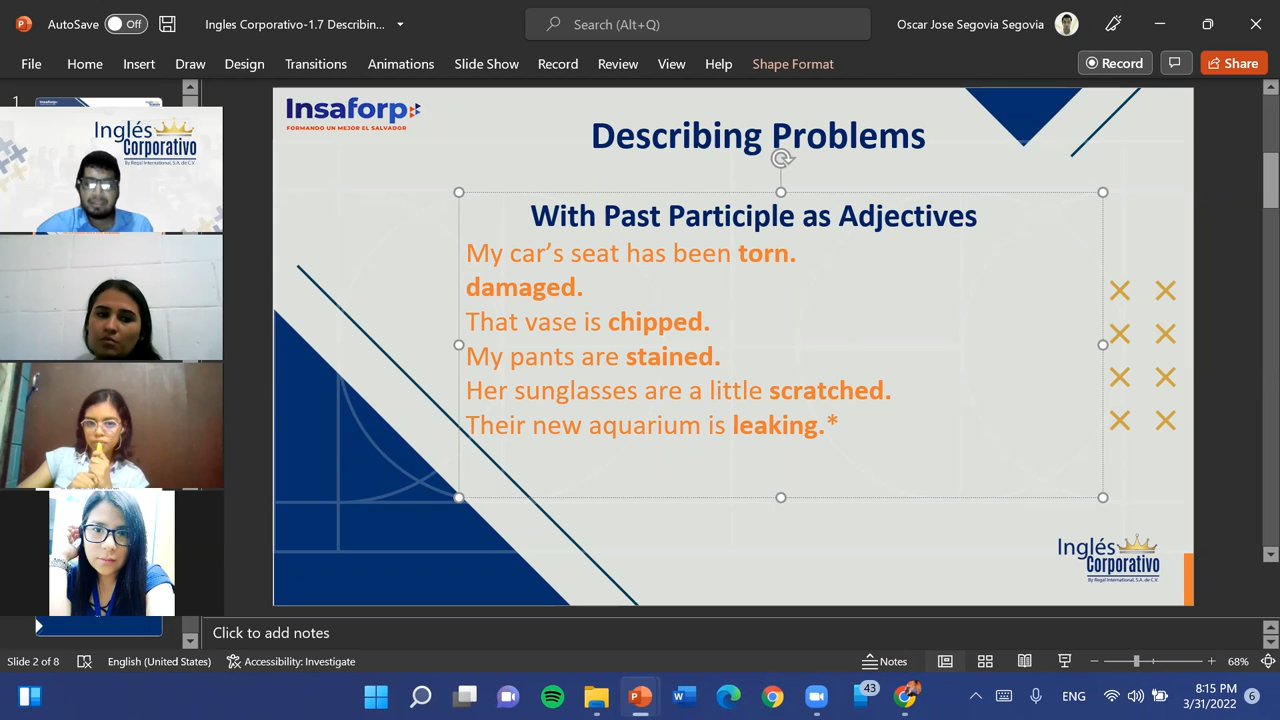 AutoSave Off
Ingles Corporativo-1.7 Describin...
Search (Alt+Q)
Oscar Jose Segovia Segovia
File Home Insert Draw Design Transitions Animations Slide Show Record Review View Help Shape Format
Record
Share
1
Insaforp
FORMANDO UN MEJOR EL SALVADOR
Inglés
Corporativo
By Regal International, S.A. de C.V.
Describing Problems
With Past Participle as Adjectives
My car’s seat has been torn.
damaged.
That vase is chipped.
My pants are stained.
Her sunglasses are a little scratched.
Their new aquarium is leaking.*
Inglés
Corporativo
By Regal International, S.A. de C.V.
Click to add notes
Slide 2 of 8
English (United States)
Accessibility: Investigate
Notes
68%
43
ENG
8:15 PM
3/31/2022
6